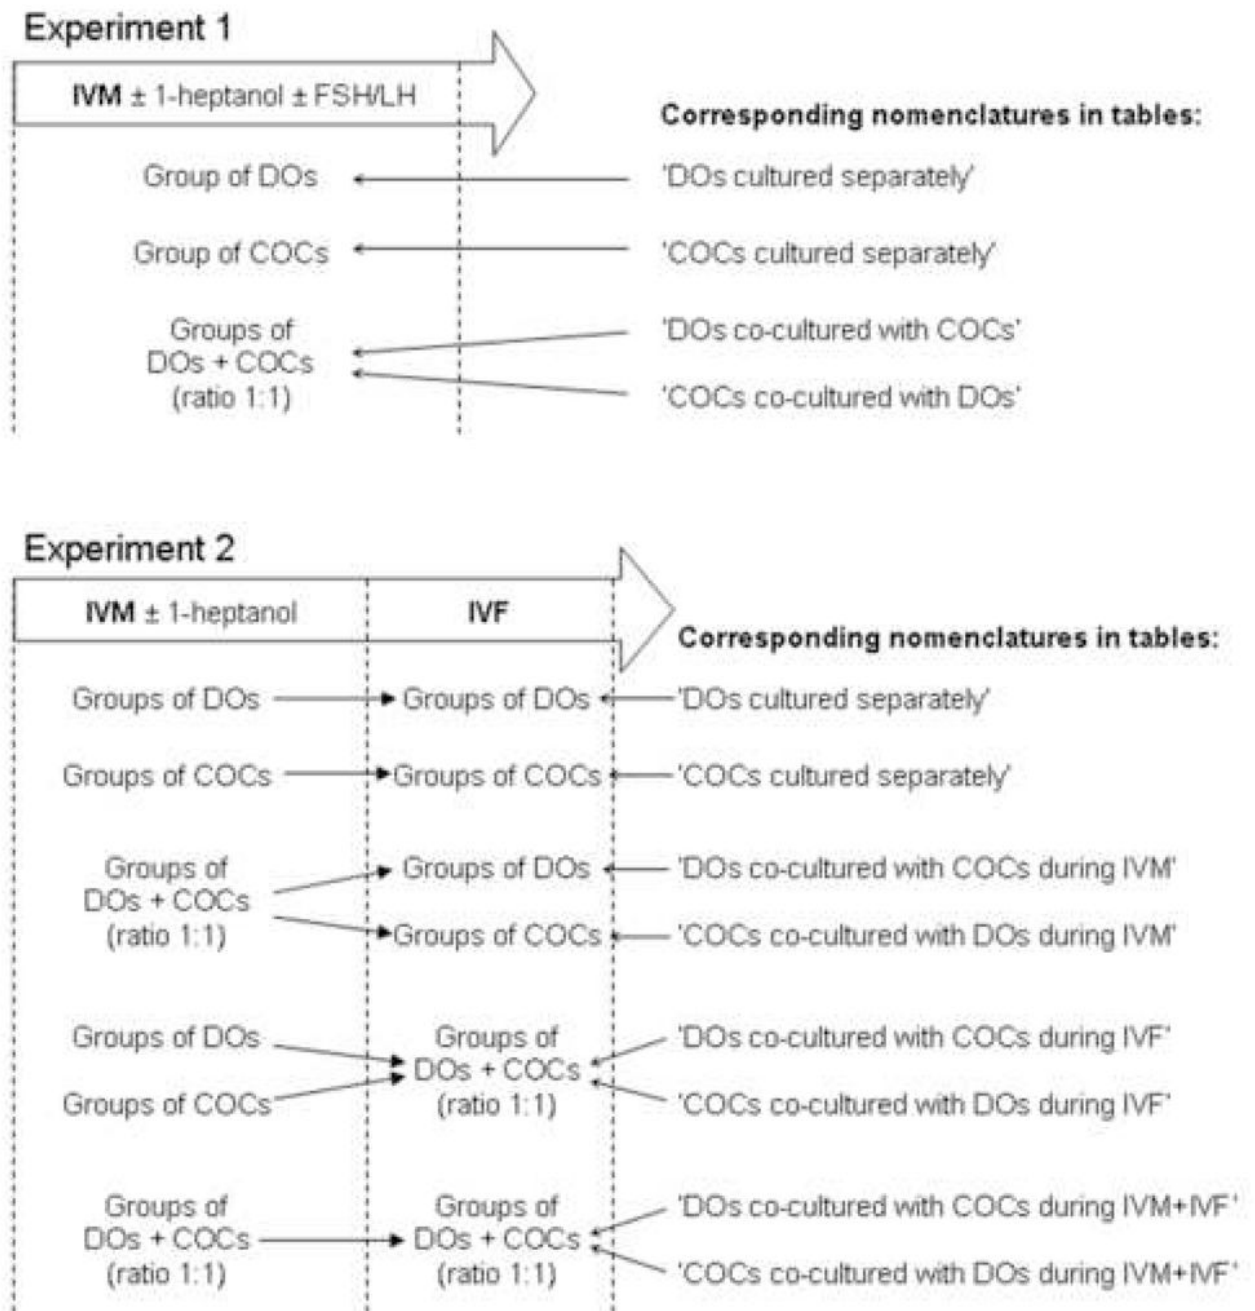 Experiment 1
IVM ± 1-heptanol ± FSH/LH
Corresponding nomenclatures in tables:
Group of DOs
'DOs cultured separately'
Group of COCs
'COCs cultured separately'
Groups of
DOs + COCs
(ratio 1:1)
'DOs co-cultured with COCs'
'COCs co-cultured with DOs'
Experiment 2
IVM ± 1-heptanol
IVF
Corresponding nomenclatures in tables:
Groups of DOs
Groups of DOs
'DOs cultured separately'
Groups of COCs
Groups of COCs
'COCs cultured separately'
Groups of
DOs + COCs
(ratio 1:1)
Groups of DOs
'DOs co-cultured with COCs during IVM'
Groups of COCs
'COCs co-cultured with DOs during IVM'
Groups of DOs
Groups of COCs
Groups of
DOs + COCs
(ratio 1:1)
'DOs co-cultured with COCs during IVF'
'COCs co-cultured with DOs during IVF'
Groups of
DOs + COCs
(ratio 1:1)
Groups of
DOs + COCs
(ratio 1:1)
'DOs co-cultured with COCs during IVM+IVF'
'COCs co-cultured with DOs during IVM+IVF'